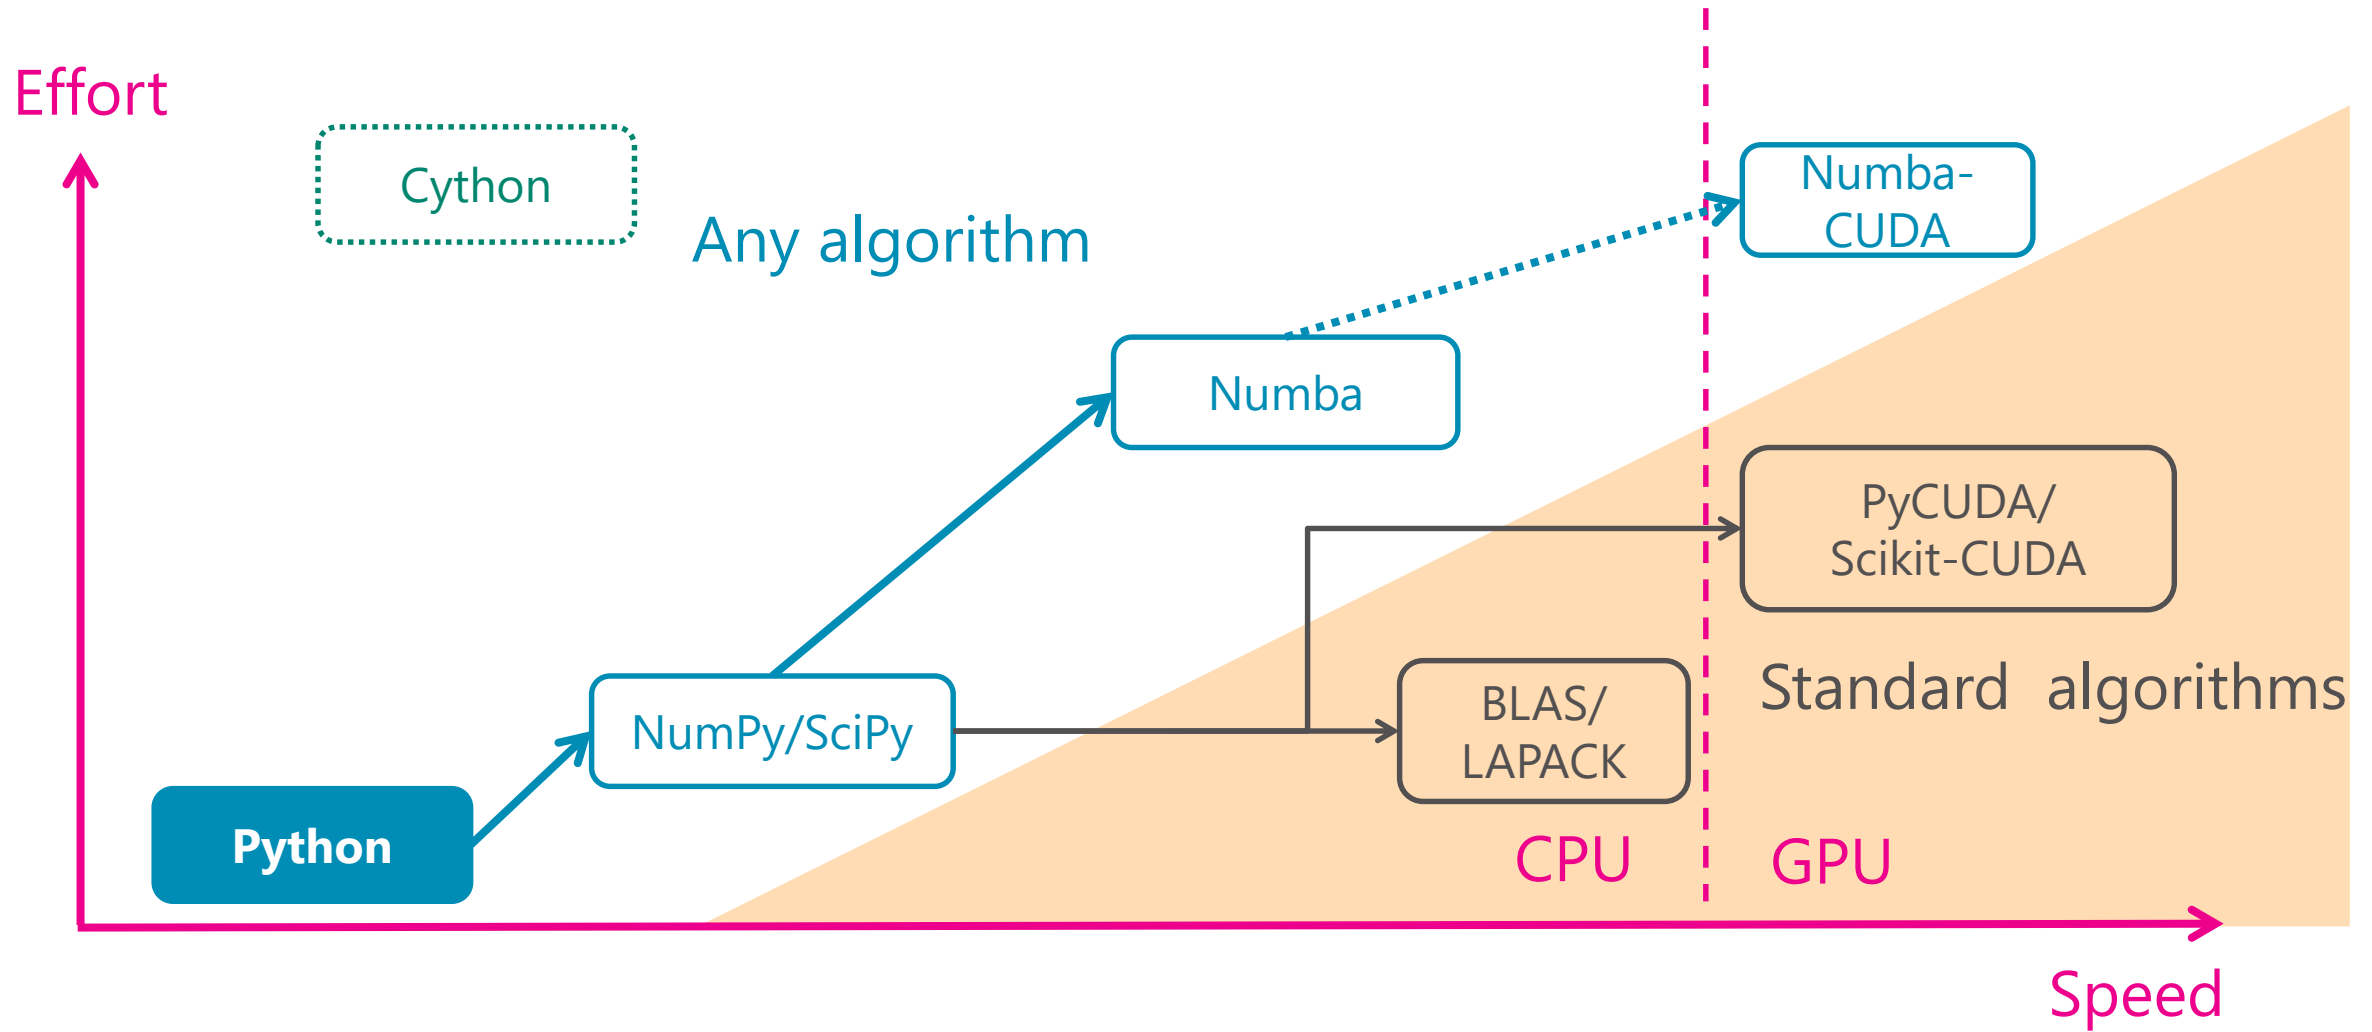 Effort
Cython
Any algorithm
Numba-
CUDA
Numba
PyCUDA/
Scikit-CUDA
NumPy/SciPy
BLAS/
LAPACK
Standard algorithms
Python
CPU
GPU
Speed